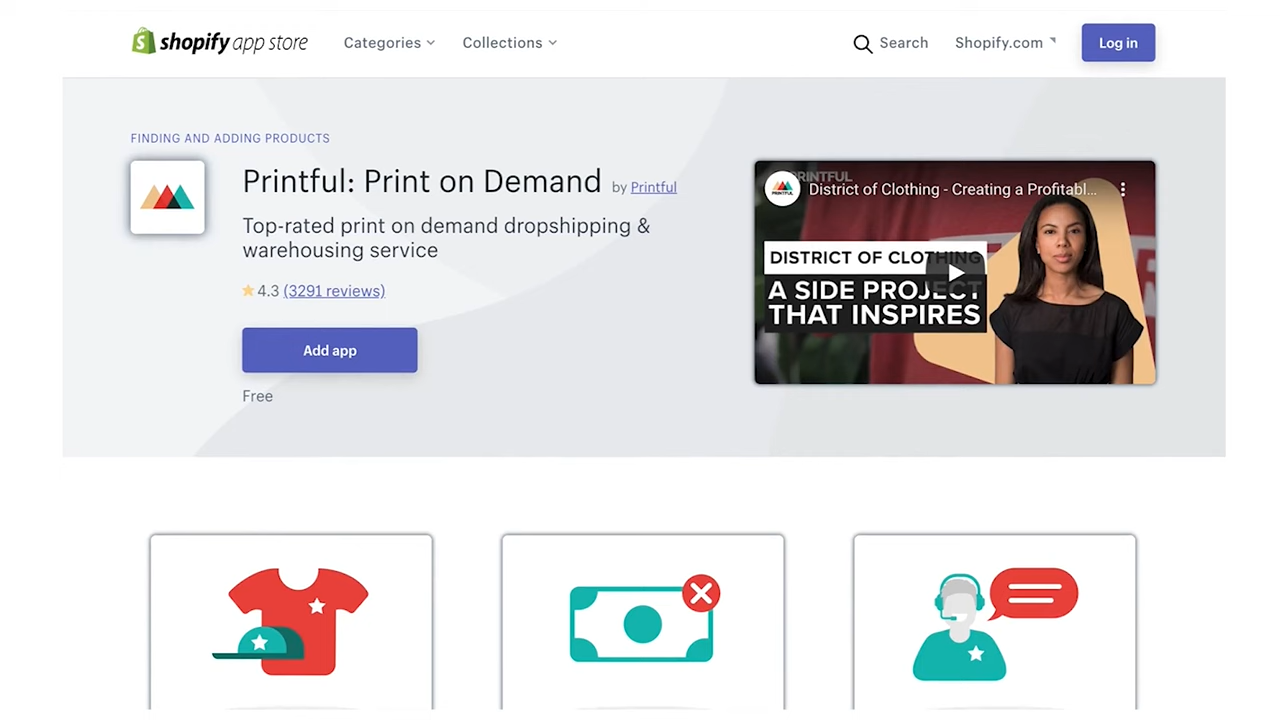 shopify app store
Categories
Collections
Search
Shopify.com
Log in
FINDING AND ADDING PRODUCTS
Printful: Print on Demand by Printful
Top-rated print on demand dropshipping &
warehousing service
4.3 (3291 reviews)
Add app
Free
PRINTFUL
PRINTFUL
District of Clothing - Creating a Profitabl...
DISTRICT OF CLOTHING
A SIDE PROJECT
THAT INSPIRES